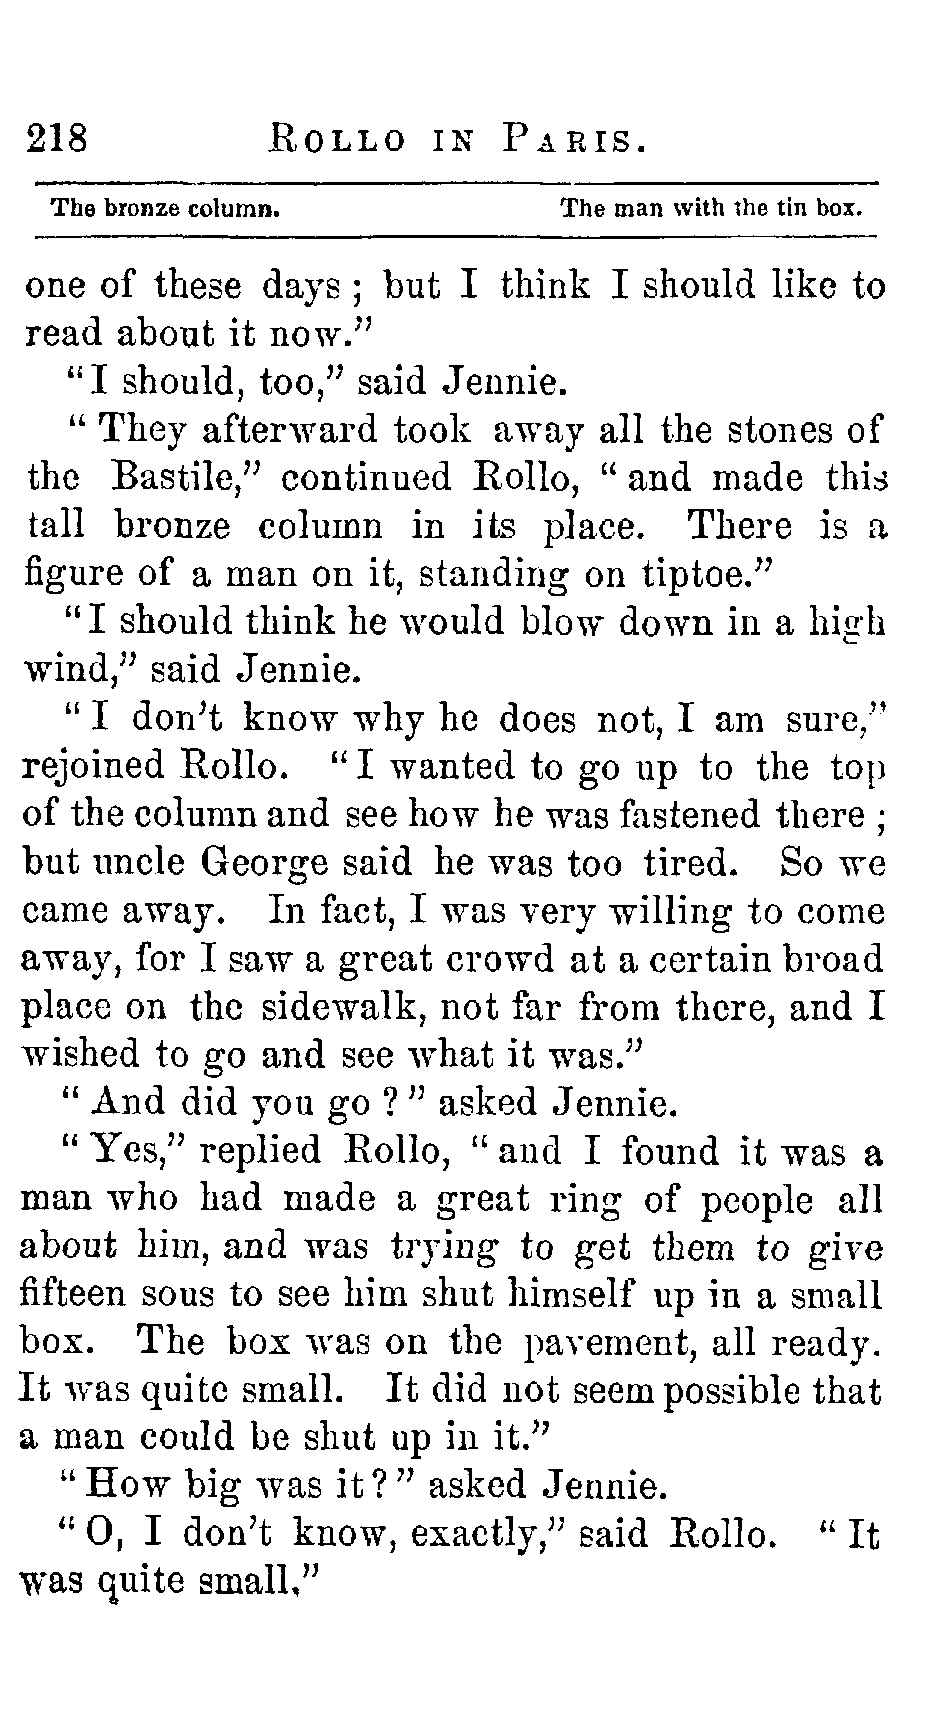 218 ROLLO IN PARIS.
The bronze column. The man with the tin box.
one of these days ; but I think I should like to
read about it now.”
“I should, too,” said Jennie.
“ They afterward took away all the stones of
the Bastile,” continued Rollo, “ and made this
tall bronze column in its place. There is a
figure of a man on it, standing on tiptoe.”
“I should think he would blow down in a high
wind,” said Jennie.
“ I don’t know why he does not, I am sure,”
rejoined Rollo. “I wanted to go up to the top
of the column and see how he was fastened there ;
but uncle George said he was too tired. So we
came away. In fact, I was very willing to come
away, for I saw a great crowd at a certain broad
place on the sidewalk, not far from there, and I
wished to go and see what it was.”
“ And did you go ? ” asked Jennie.
“ Yes,” replied Rollo, “ and I found it was a
man who had made a great ring of people all
about him, and was trying to get them to give
fifteen sous to see him shut himself up in a small
box. The box was on the pavement, all ready.
It was quite small. It did not seem possible that
a man could be shut up in it.”
“ How big was it ? ” asked Jennie.
“ O, I don’t know, exactly,” said Rollo. “ It
was quite small.”